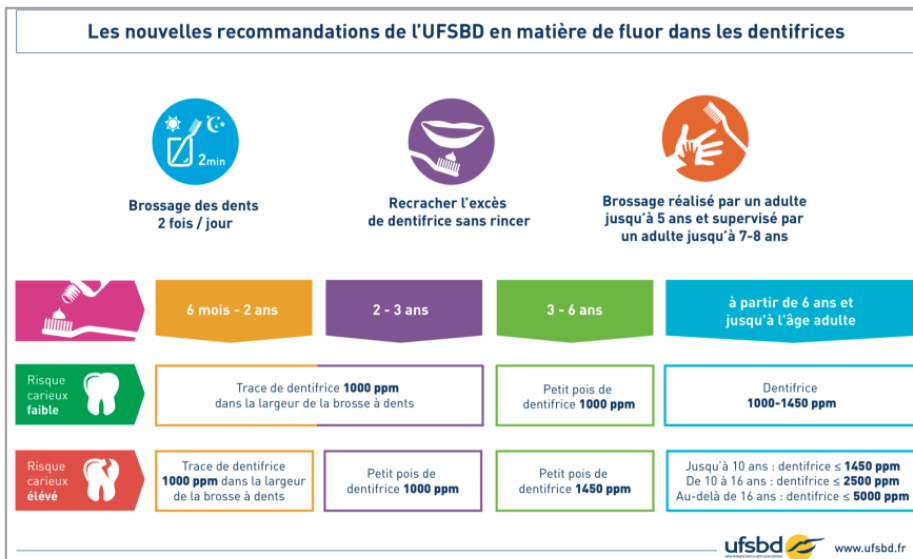 Les nouvelles recommandations de l'UFSBD en matière de fluor dans les dentifrices
2min
Brossage des dents
2 fois / jour
Recracher l'excès
de dentifrice sans rincer
Brossage réalisé par un adulte
jusqu'à 5 ans et supervisé par
un adulte jusqu'à 7-8 ans
6 mois - 2 ans
2 - 3 ans
3 - 6 ans
à partir de 6 ans et
jusqu'à l'âge adulte
Risque
carieux
faible
Trace de dentifrice 1000 ppm
dans la largeur de la brosse à dents
Petit pois de
dentifrice 1000 ppm
Dentifrice
1000-1450 ppm
Risque
carieux
élévé
Trace de dentifrice
1000 ppm dans la largeur
de la brosse à dents
Petit pois de
dentifrice 1000 ppm
Petit pois de
dentifrice 1450 ppm
Jusqu'à 10 ans : dentifrice ≤ 1450 ppm
De 10 à 16 ans : dentifrice ≤ 2500 ppm
Au-delà de 16 ans : dentifrice ≤ 5000 ppm
ufsbd
www.ufsbd.fr